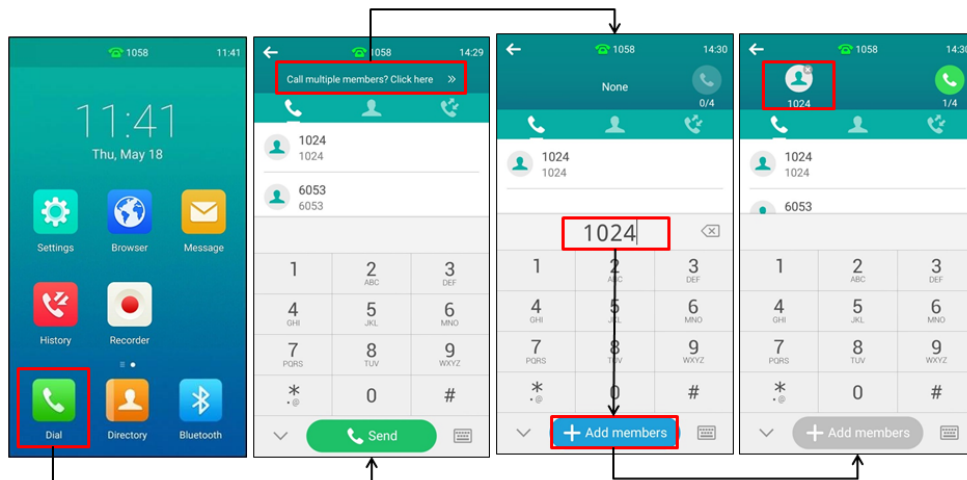 1058 11:41
11:41
Thu, May 18
Settings Browser Message
History Recorder
Dial Directory Bluetooth
1058 14:29
Call multiple members? Click here »
1024
1024
6053
6053
1 2 3
ABC DEF
4 5 6
GHI JKL MNO
7 8 9
PQRS TUV WXYZ
* 0 #
.@
Send
1058 14:30
None
0/4
1024
1024
1024
1 2 3
ABC DEF
4 5 6
GHI JKL MNO
7 8 9
PQRS TUV WXYZ
* 0 #
.@
+ Add members
1058 14:30
1024 1/4
1024
1024
6053
1 2 3
ABC DEF
4 5 6
GHI JKL MNO
7 8 9
PQRS TUV WXYZ
* 0 #
.@
+ Add members